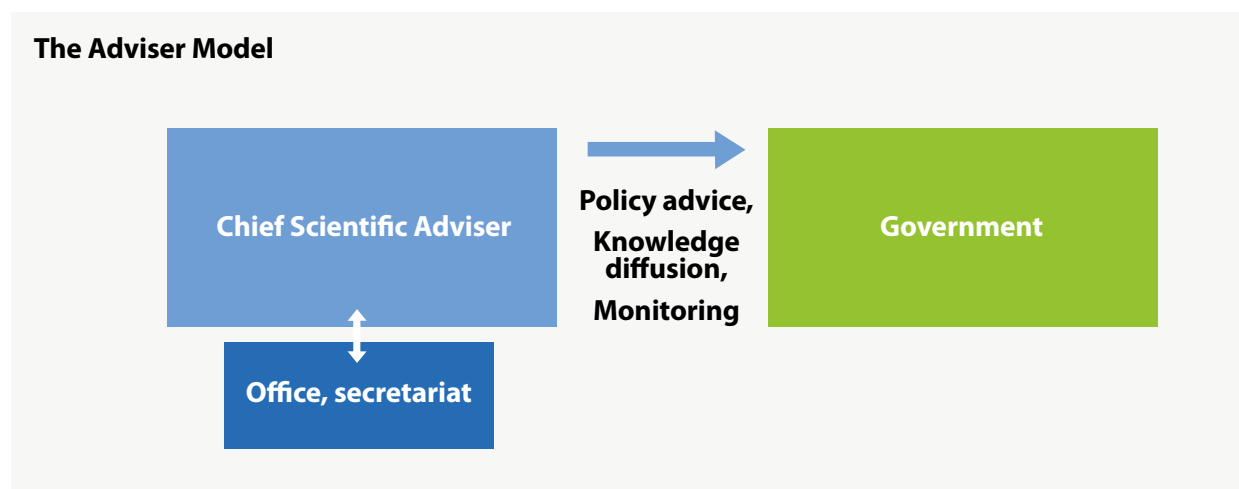 The Adviser Model
Chief Scientific Adviser
Policy advice,
Knowledge
diffusion,
Monitoring
Government
Office, secretariat